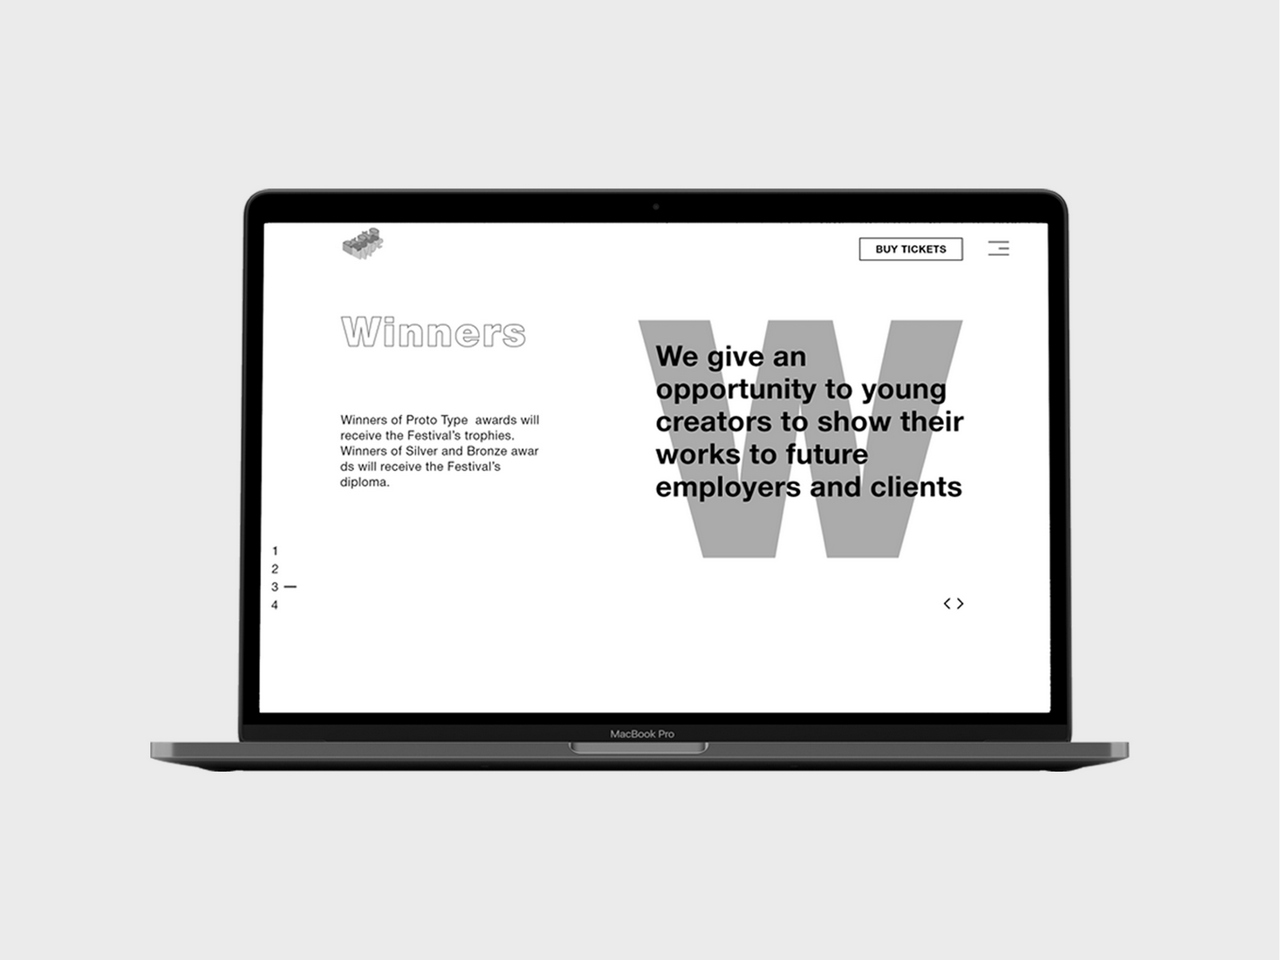 BUY TICKETS
Winners
Winners of Proto Type  awards will
receive the Festival’s trophies.
Winners of Silver and Bronze awar
ds will receive the Festival’s
diploma.
W
We give an
opportunity to young
creators to show their
works to future
employers and clients
1
2
3 —
4
< >
MacBook Pro